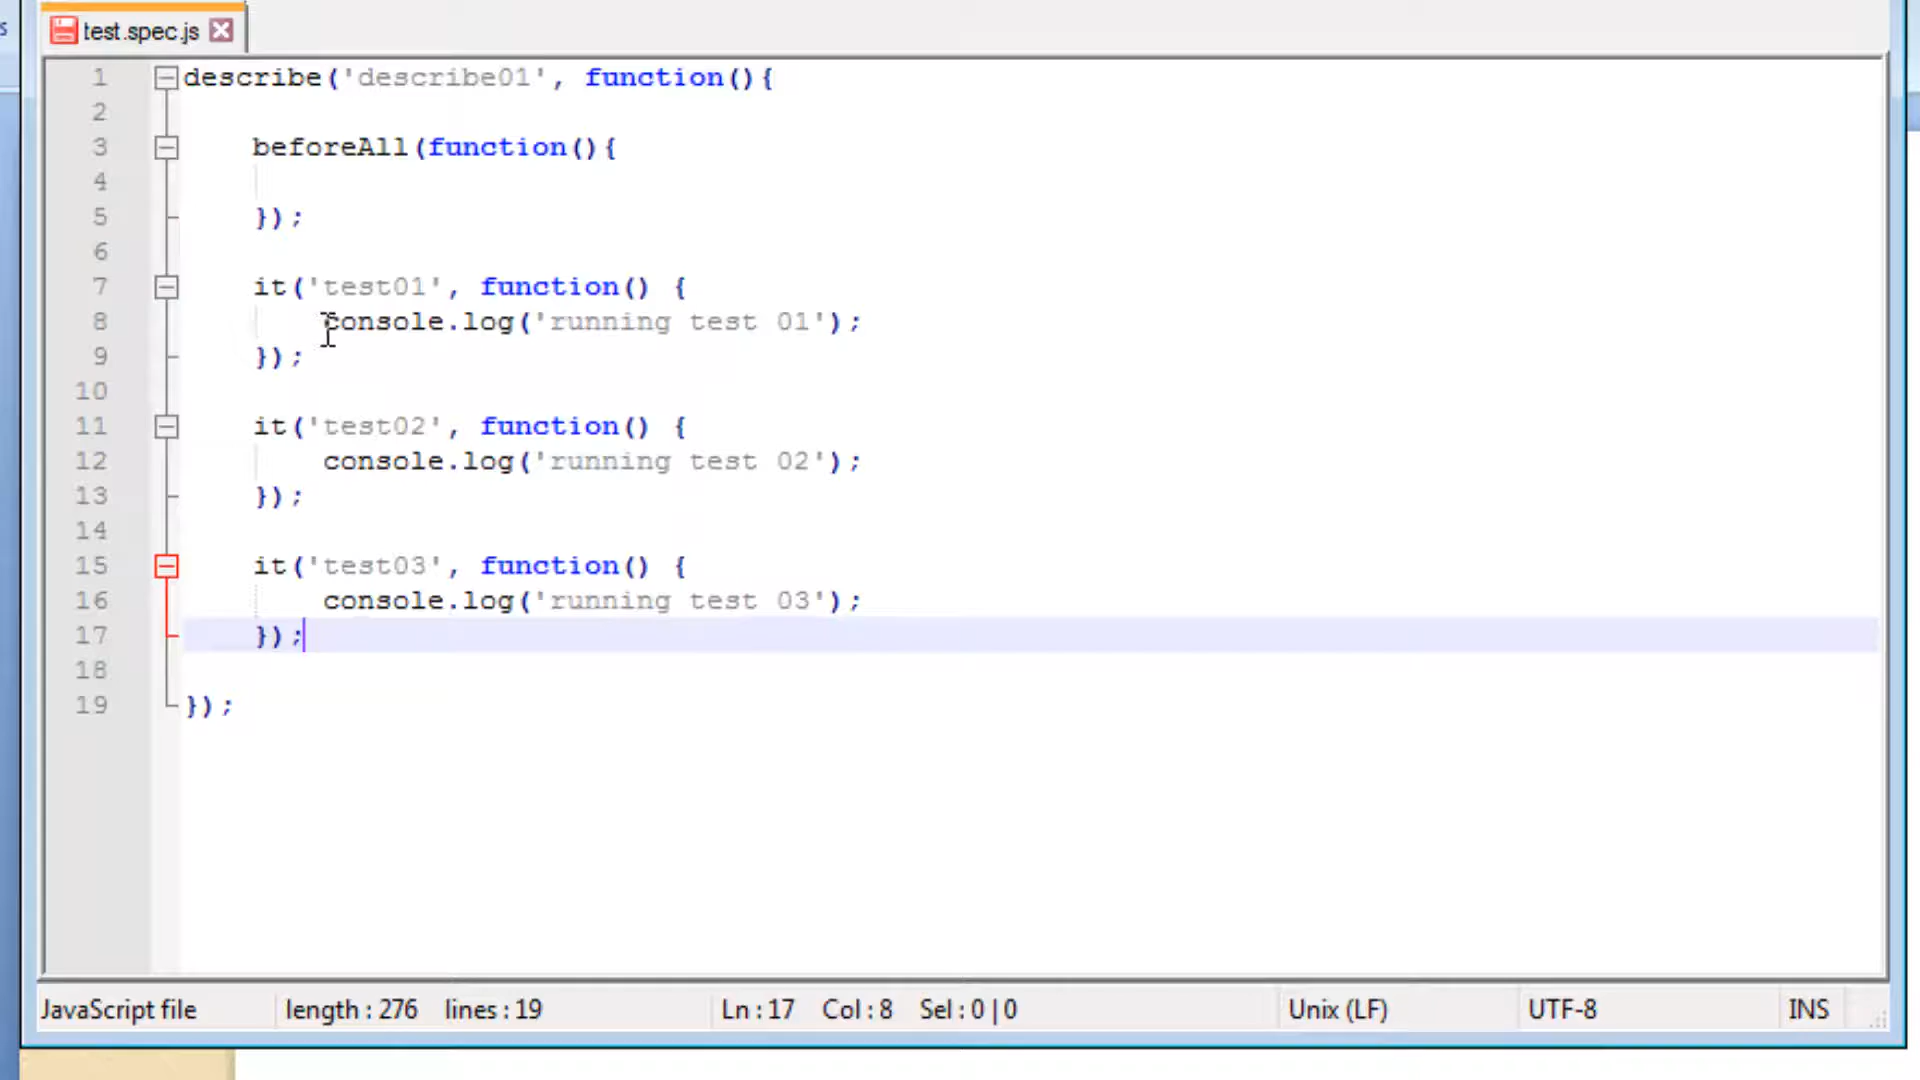 s
test.spec.js
1 describe('describe01', function(){
2
3 beforeAll(function(){
4
5 });
6
7 it('test01', function() {
8 console.log('running test 01');
9 });
10
11 it('test02', function() {
12 console.log('running test 02');
13 });
14
15 it('test03', function() {
16 console.log('running test 03');
17 });
18
19 });
JavaScript file length : 276 lines : 19 Ln : 17 Col : 8 Sel : 0 | 0 Unix (LF) UTF-8 INS